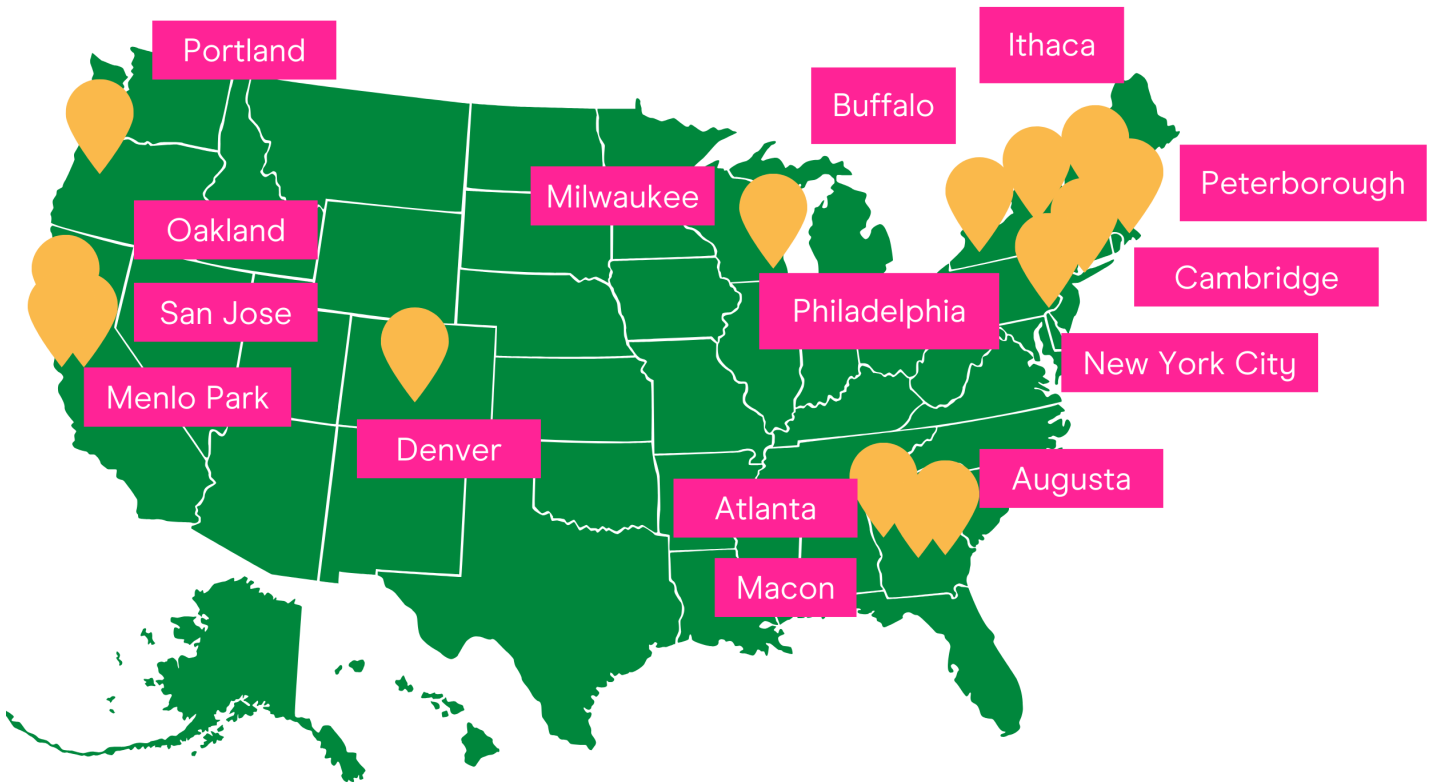 Portland
Ithaca
Buffalo
Peterborough
Milwaukee
Oakland
Cambridge
San Jose
Philadelphia
New York City
Menlo Park
Denver
Augusta
Atlanta
Macon